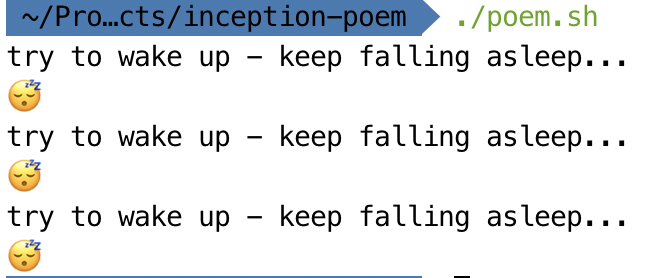 ~/Pro…cts/inception-poem ./poem.sh
try to wake up - keep falling asleep...
😴
try to wake up - keep falling asleep...
😴
try to wake up - keep falling asleep...
😴